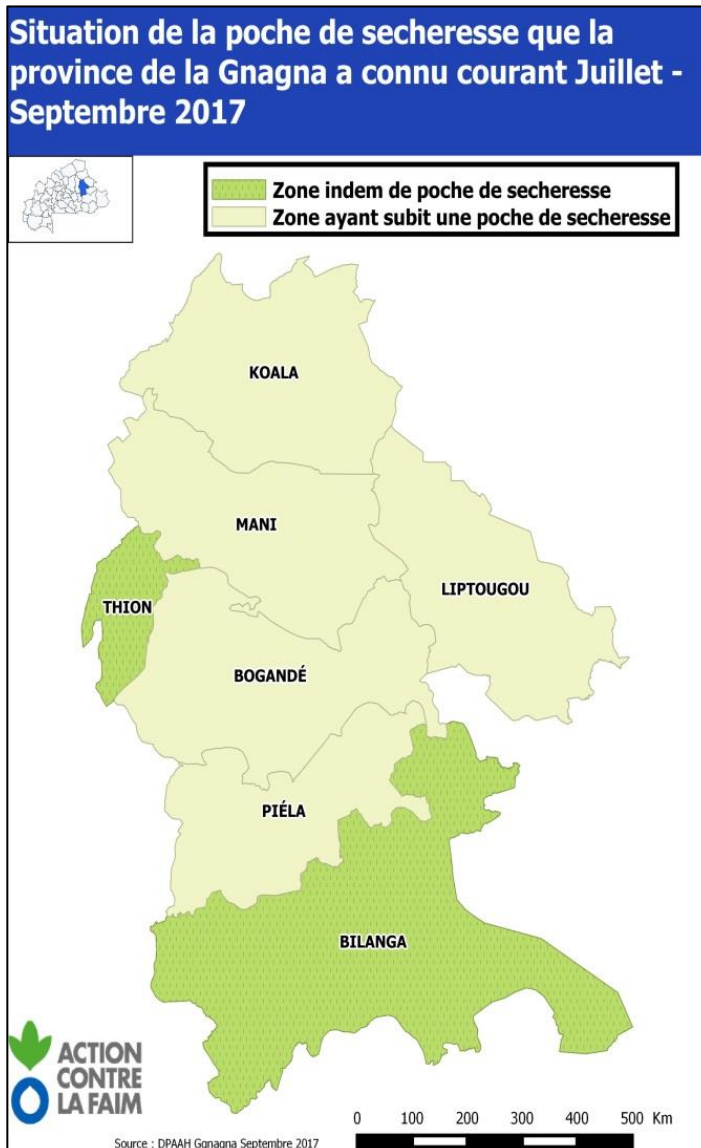 Situation de la poche de secheresse que la
province de la Gnagna a connu courant Juillet -
Septembre 2017
Zone indem de poche de secheresse
Zone ayant subit une poche de secheresse
KOALA
MANI
LIPTOUGOU
THION
BOGANDÉ
PIÉLA
BILANGA
ACTION
CONTRE
LA FAIM
0 100 200 300 400 500 Km
Source : DPAAH Ggnagna Septembre 2017